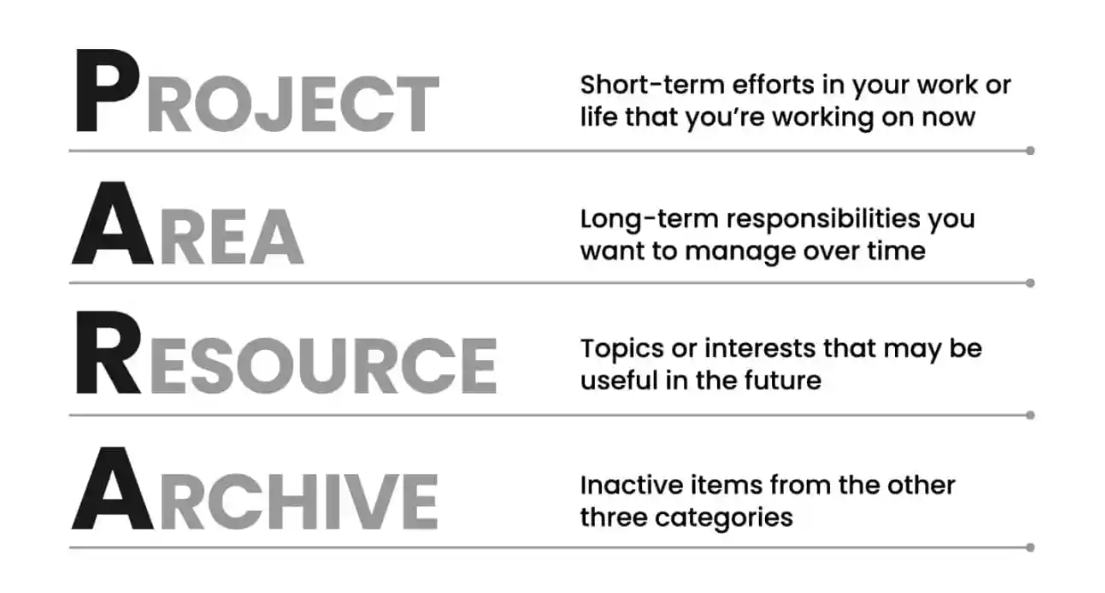 PROJECT
Short-term efforts in your work or
life that you’re working on now
AREA
Long-term responsibilities you
want to manage over time
RESOURCE
Topics or interests that may be
useful in the future
ARCHIVE
Inactive items from the other
three categories